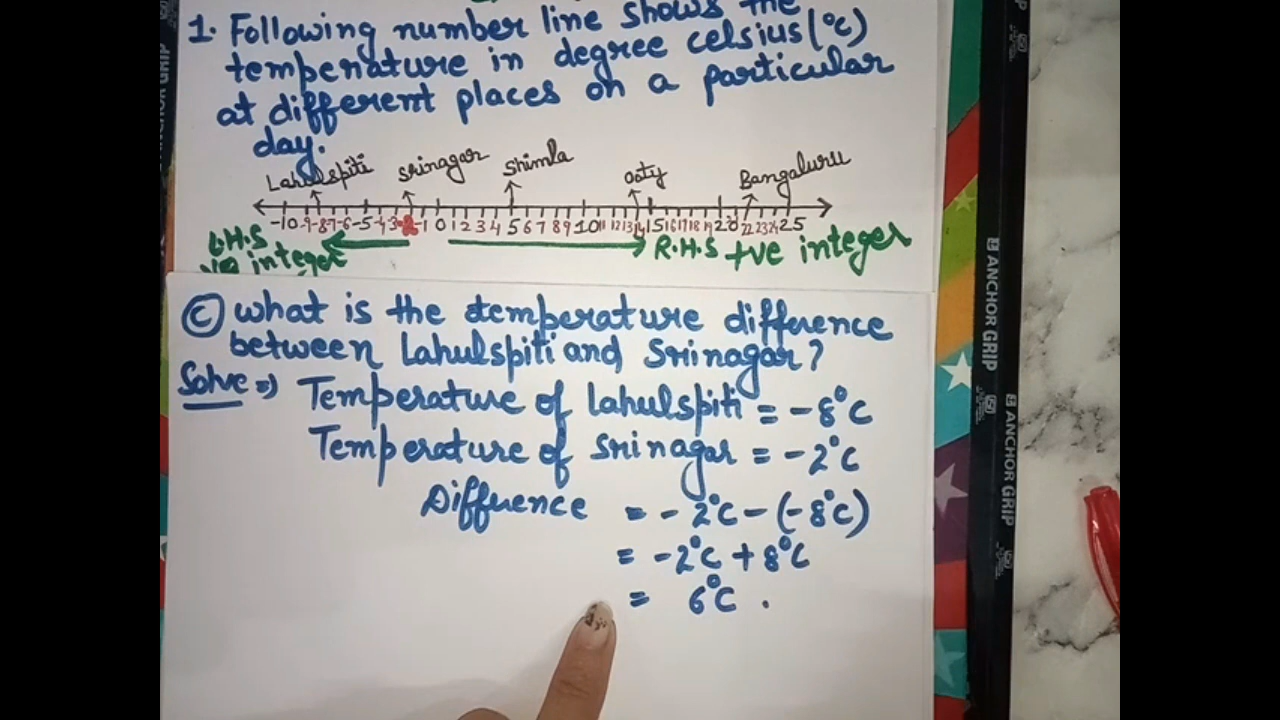 1. Following number line shows the
temperature in degree celsius (°C)
at different places on a particular
day.
Lahulspiti Srinagar Shimla Ooty Bangaluru
-10 -9 -8 -7 -6 -5 -4 -3 -2 -1 0 1 2 3 4 5 6 7 8 9 10 11 12 13 14 15 16 17 18 19 20 22 23 24 25
L.H.S R.H.S +ve integer
integer
(C) What is the temperature difference
between Lahulspiti and Srinagar?
Solve ⇒) Temperature of Lahulspiti = -8°C
Temperature of Srinagar = -2°C
Diffference = -2°C - (-8°C)
= -2°C + 8°C
= 6°C.
ANCHOR GRIP
ANCHOR GRIP
ANCHOR GRIP